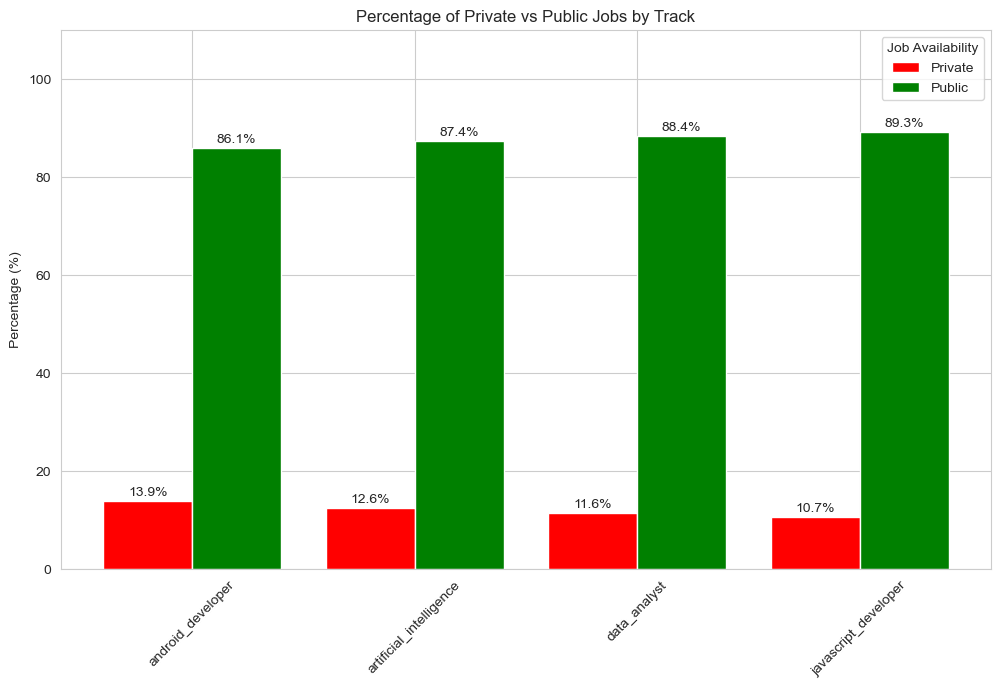 Percentage of Private vs Public Jobs by Track
Job Availability
Private
Public
Percentage (%)
100
80
60
40
20
0
13.9%
86.1%
12.6%
87.4%
11.6%
88.4%
10.7%
89.3%
android_developer
artificial_intelligence
data_analyst
javascript_developer